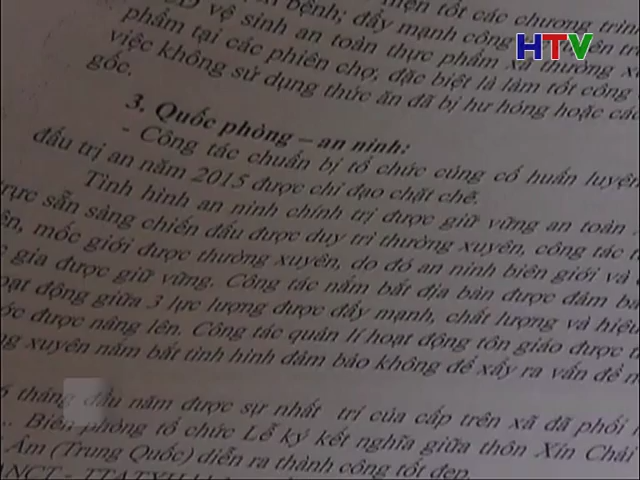 HTV
hiện tốt các chương trình
bệnh; đẩy mạnh công
vệ sinh an toàn thực phẩm xã thường
phẩm tại các phiên chợ, đặc biệt là làm tốt công
việc không sử dụng thức ăn đã bị hư hỏng hoặc các
gốc.
3. Quốc phòng – an ninh:
- Công tác chuẩn bị tổ chức củng cố huấn luyện
đấu trị an năm 2015 được chỉ đạo chặt chẽ.
Tình hình an ninh chính trị được giữ vững an toàn
trực sẵn sàng chiến đấu được duy trì thường xuyên, công tác
mốc giới được thường xuyên, do đó an ninh biên giới và
gia được giữ vững. Công tác nắm bắt địa bàn được đảm
động giữa 3 lực lượng được đẩy mạnh, chất lượng và
được nâng lên. Công tác quản lí hoạt động tôn giáo được
xuyên nắm bắt tình hình đảm bảo không để xẩy ra vấn đề
tháng đầu năm được sự nhất trí của cấp trên xã đã phối
... Biên phòng tổ chức Lễ ký kết nghĩa giữa thôn Xín Chải
Âm (Trung Quốc) diễn ra thành công tốt đẹp.